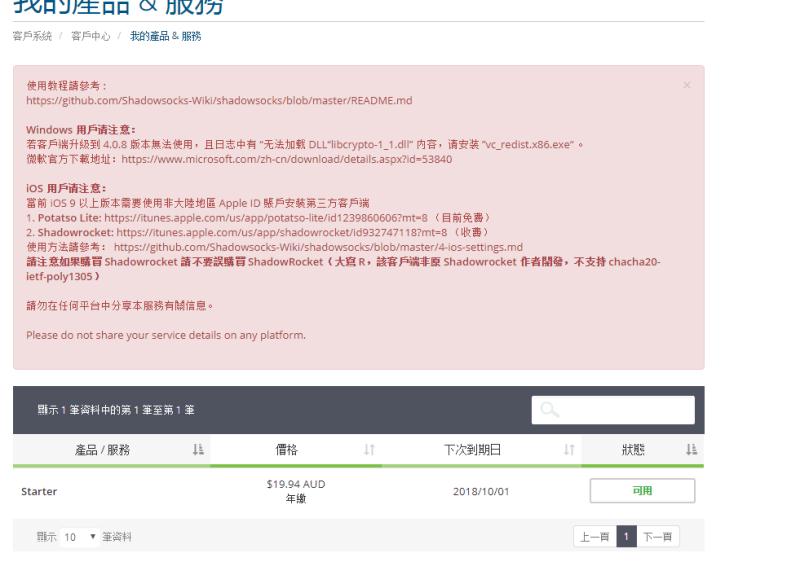 我的產品 & 服務
客戶系統 / 客戶中心 / 我的產品 & 服務
使用教程請參考：
https://github.com/Shadowsocks-Wiki/shadowsocks/blob/master/README.md
Windows 用戶请注意：
若客戶端升級到 4.0.8 版本無法使用，且日志中有 “无法加载 DLL“libcrypto-1_1.dll” 内容，请安装 “vc_redist.x86.exe” 。
微軟官方下載地址：https://www.microsoft.com/zh-cn/download/details.aspx?id=53840
iOS 用戶请注意：
當前 iOS 9 以上版本需要使用非大陸地區 Apple ID 賬戶安裝第三方客戶端
1. Potatso Lite: https://itunes.apple.com/us/app/potatso-lite/id1239860606?mt=8 （目前免費）
2. Shadowrocket: https://itunes.apple.com/us/app/shadowrocket/id932747118?mt=8 （收費）
使用方法請參考： https://github.com/Shadowsocks-Wiki/shadowsocks/blob/master/4-ios-settings.md
請注意如果購買 Shadowrocket 請不要誤購買 ShadowRocket（大寫 R，該客戶端非原 Shadowrocket 作者開發，不支持 chacha20-
ietf-poly1305）
請勿在任何平台中分享本服務有關信息。
Please do not share your service details on any platform.
顯示 1 筆資料中的第 1 筆至第 1 筆
產品 / 服務 價格 下次到期日 狀態
Starter $19.94 AUD 2018/10/01 可用
年繳
顯示 10 筆資料 上一頁 1 下一頁